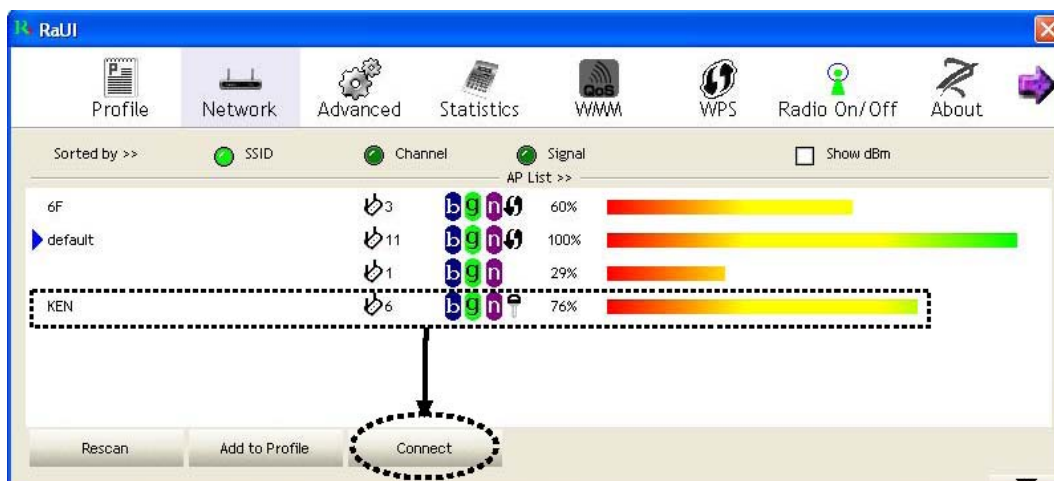 RaUI
Profile Network Advanced Statistics WMM WPS Radio On/Off About
Sorted by >> SSID Channel Signal Show dBm
AP List >>
6F 3 b g n 60%
default 11 b g n 100%
1 b g n 29%
KEN 6 b g n 76%
Rescan Add to Profile Connect